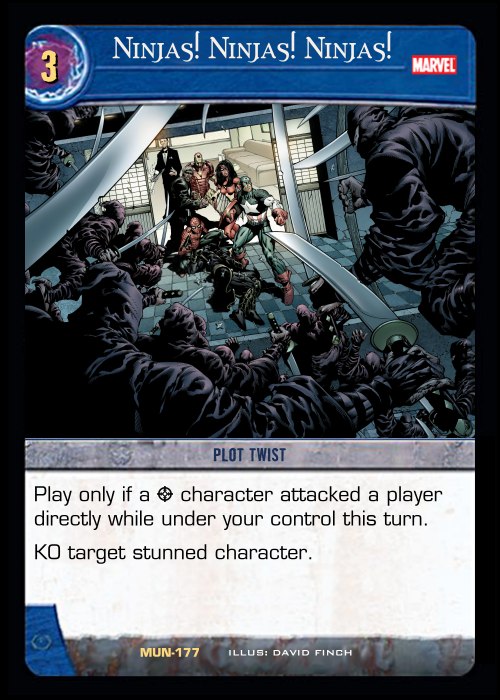 Ninjas! Ninjas! Ninjas!
3
MARVEL
PLOT TWIST
Play only if a character attacked a player
directly while under your control this turn.
KO target stunned character.
MUN-177 ILLUS: DAVID FINCH